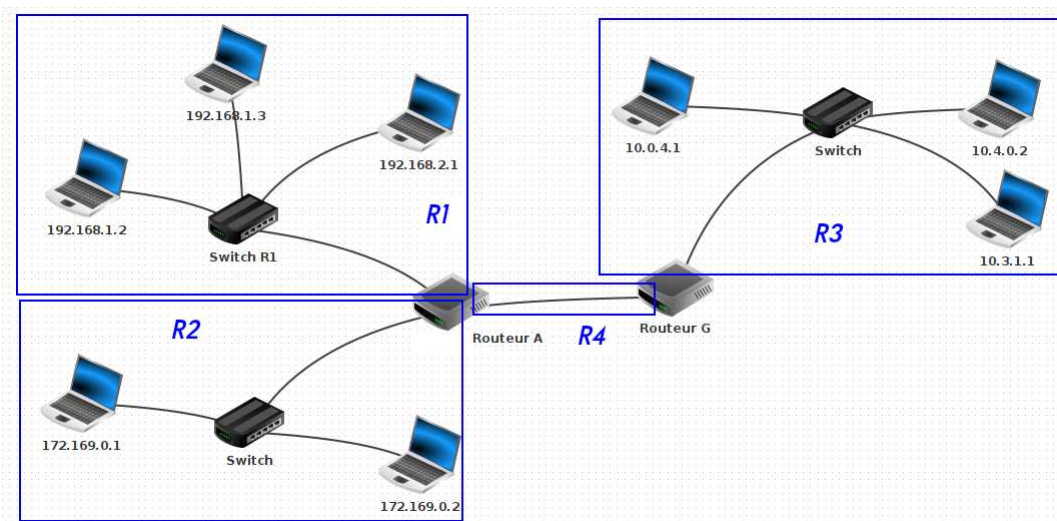 192.168.1.3
192.168.2.1
192.168.1.2
Switch R1
R1
10.0.4.1
Switch
10.4.0.2
10.3.1.1
R3
R2
Routeur A
R4
Routeur G
172.169.0.1
Switch
172.169.0.2